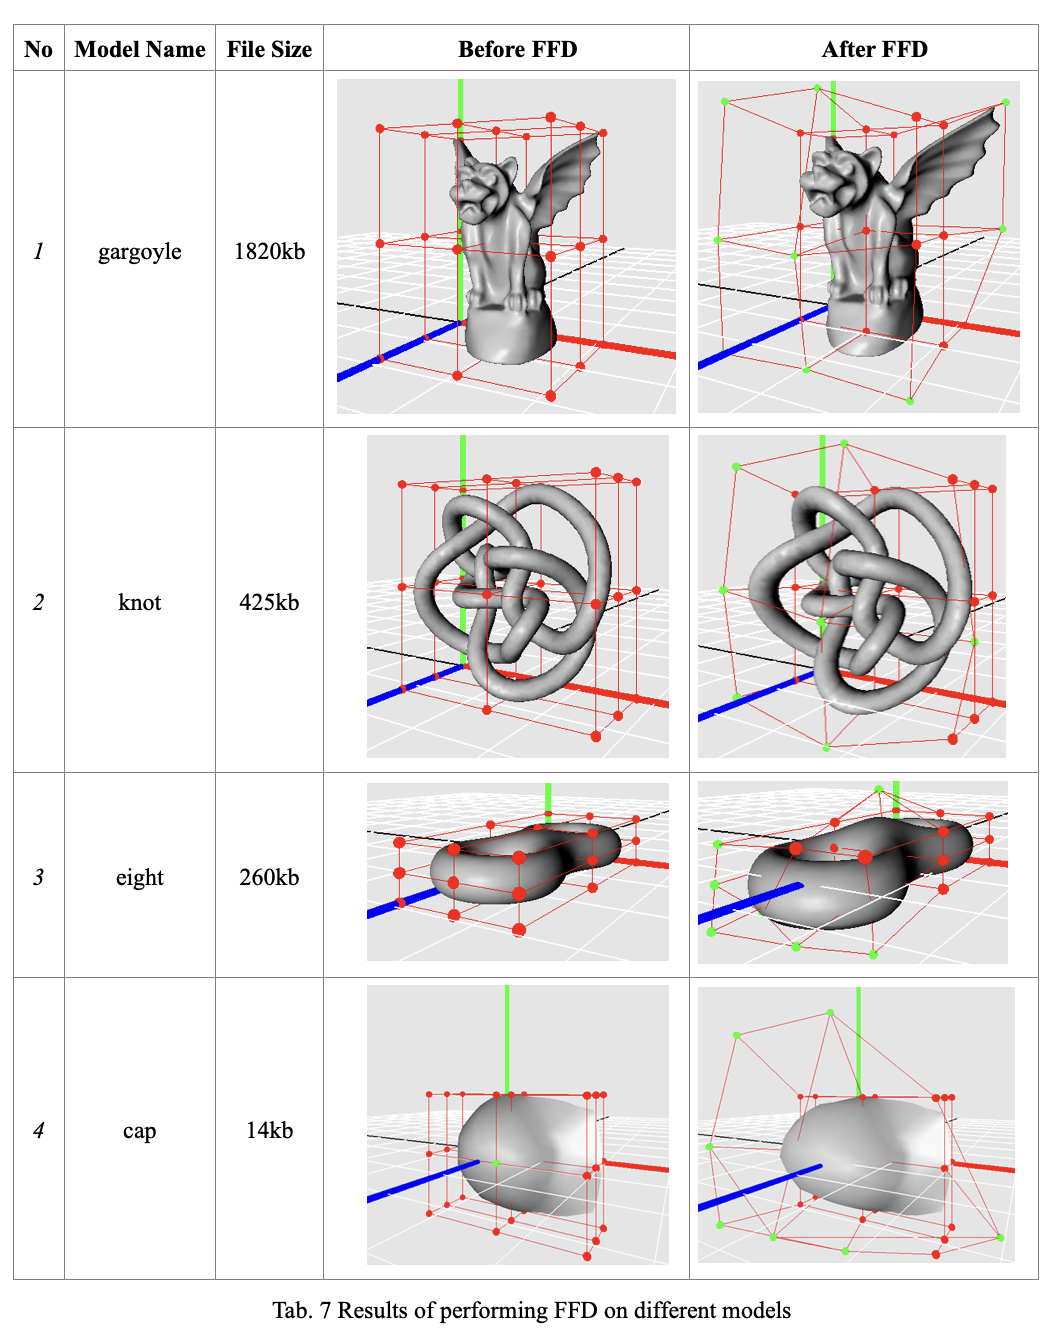 No Model Name File Size Before FFD After FFD
1 gargoyle 1820kb
2 knot 425kb
3 eight 260kb
4 cap 14kb
Tab. 7 Results of performing FFD on different models